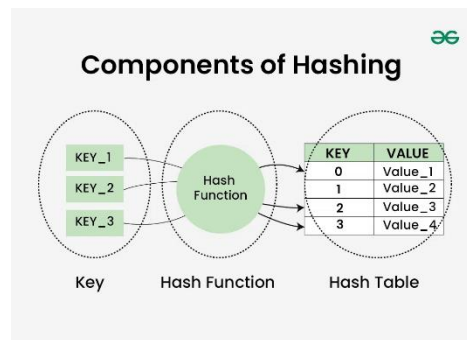 Components of Hashing
KEY_1
KEY_2
KEY_3
Hash
Function
KEY VALUE
0 Value_1
1 Value_2
2 Value_3
3 Value_4
Key Hash Function Hash Table